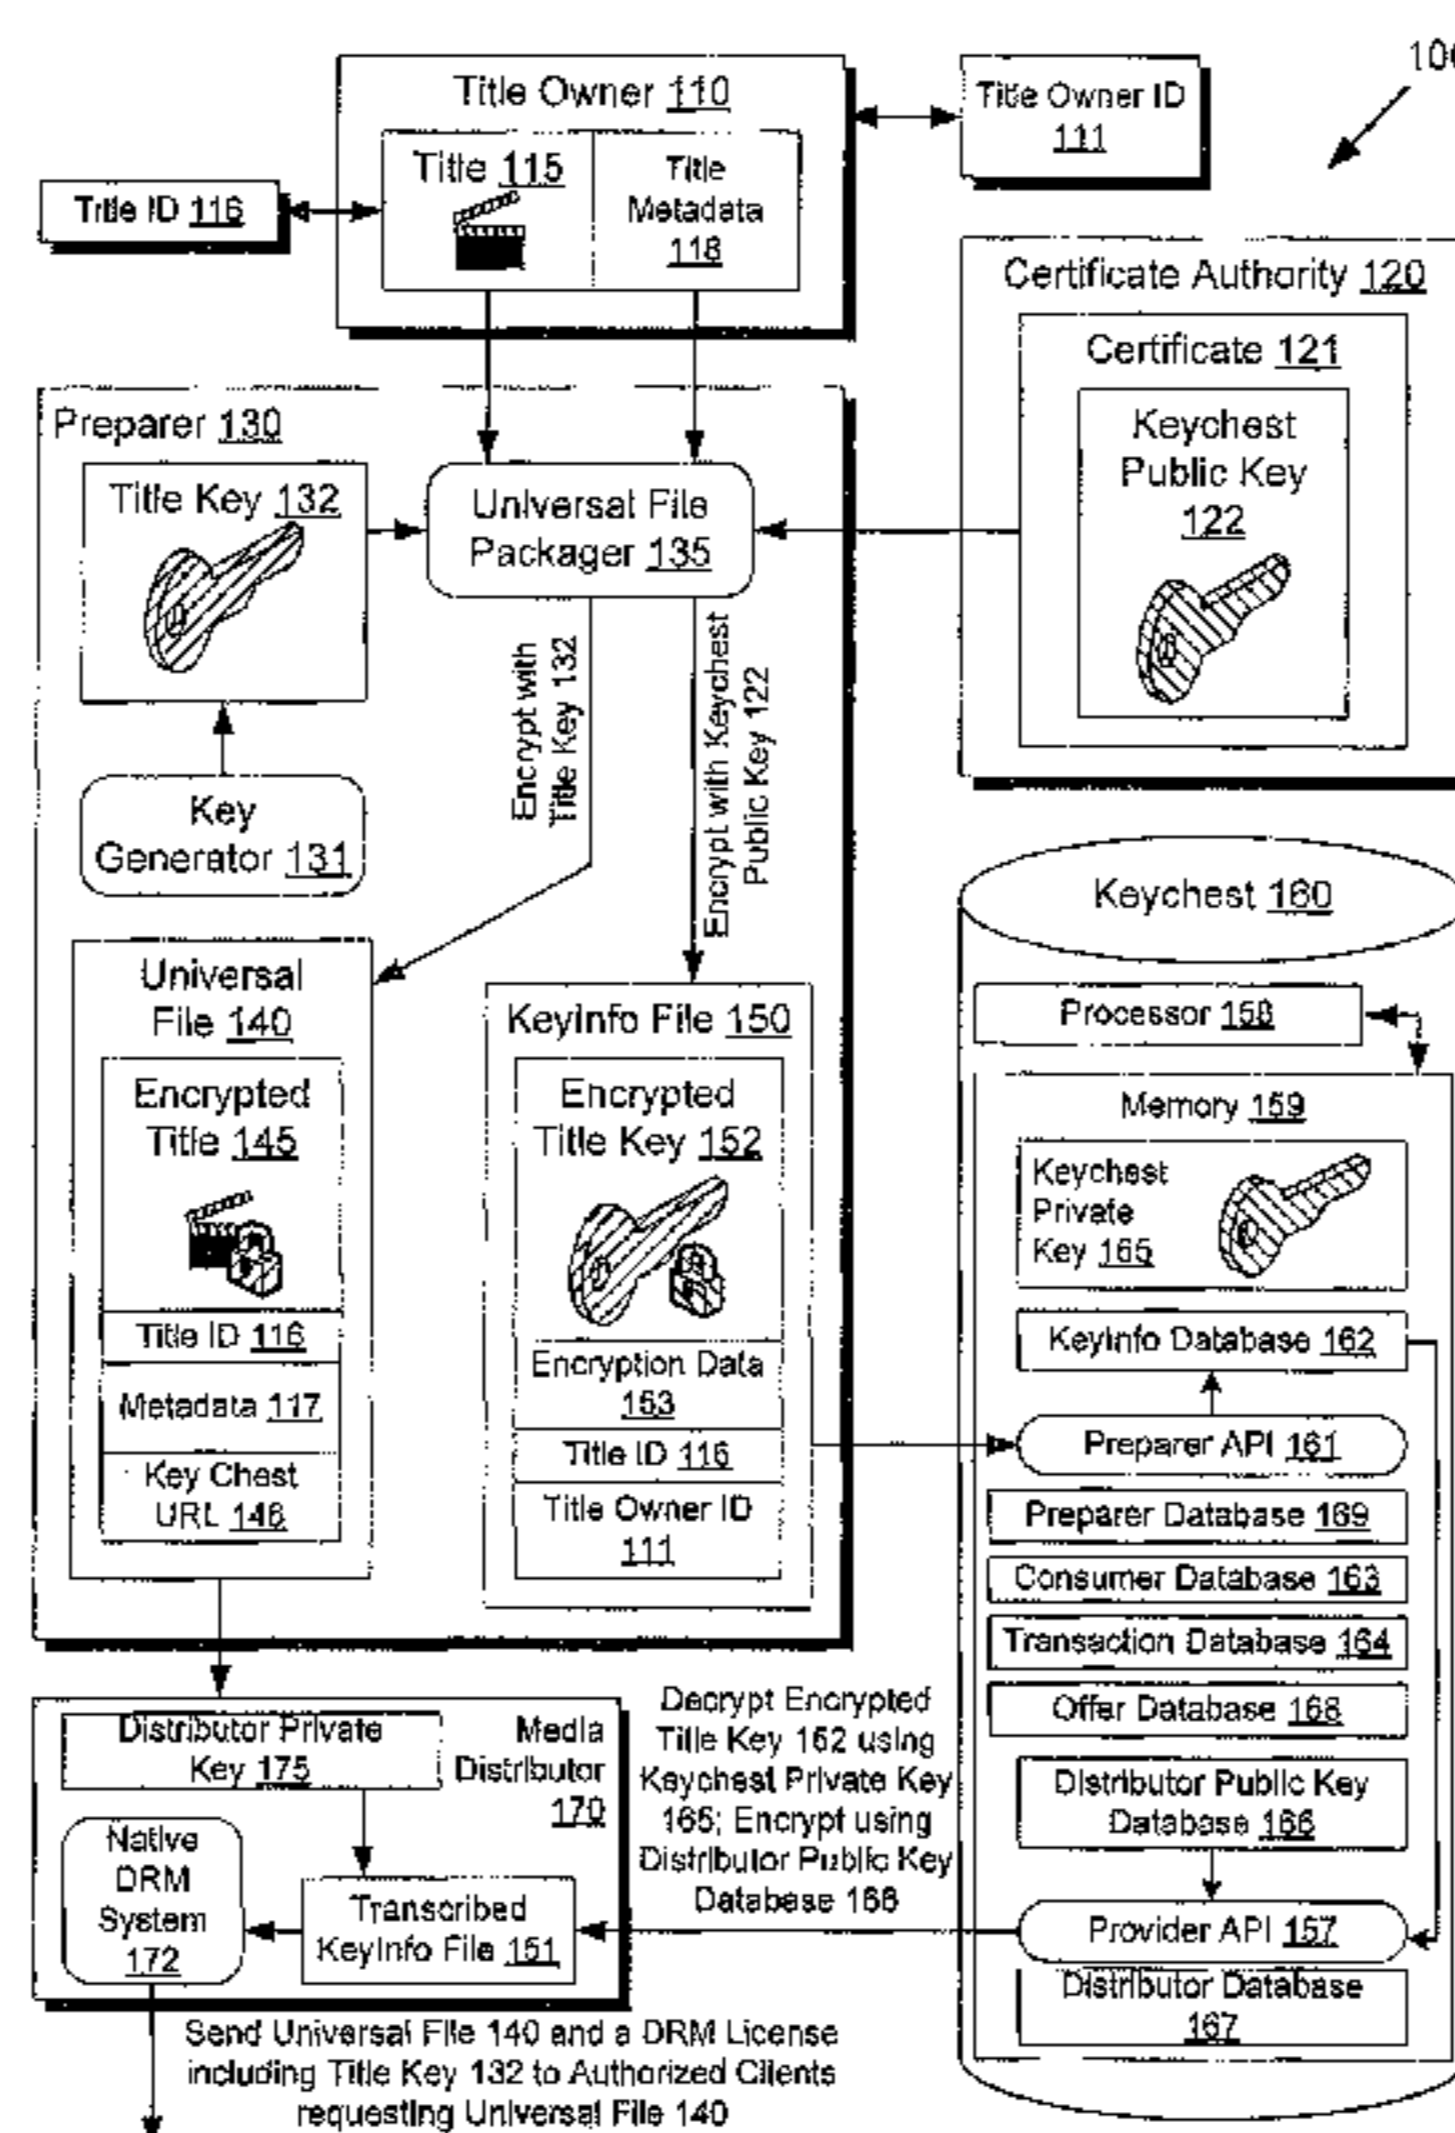 100
Title Owner 110
Title Owner ID
111
Title 115
Title
Metadata
118
Title ID 116
Certificate Authority 120
Certificate 121
Keychest
Public Key
122
Preparer 130
Title Key 132
Universal File
Packager 135
Encrypt with
Title Key 132
Encrypt with Keychest
Public Key 122
Key
Generator 131
Universal
File 140
Encrypted
Title 145
Title ID 116
Metadata 117
Key Chest
URL 146
KeyInfo File 150
Encrypted
Title Key 152
Encryption Data
153
Title ID 116
Title Owner ID
111
Keychest 160
Processor 158
Memory 159
Keychest
Private
Key 165
KeyInfo Database 162
Preparer API 161
Preparer Database 169
Consumer Database 163
Transaction Database 164
Offer Database 168
Distributor Public Key
Database 166
Provider API 157
Distributor Database
167
Distributor Private
Key 175
Media
Distributor
170
Native
DRM
System
172
Transcribed
KeyInfo File 151
Decrypt Encrypted
Title Key 152 using
Keychest Private Key
165; Encrypt using
Distributor Public Key
Database 166
Send Universal File 140 and a DRM License
including Title Key 132 to Authorized Clients
requesting Universal File 140